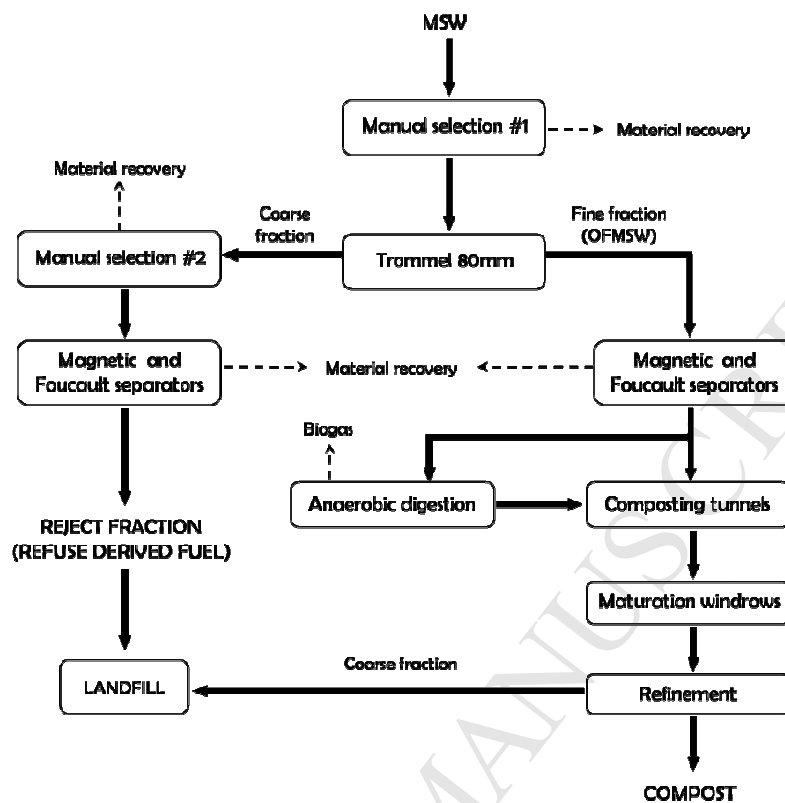 MSW
Manual selection #1
Material recovery
Material recovery
Coarse
fraction
Fine fraction
(OFMSW)
Manual selection #2
Trommel 80mm
Magnetic and
Foucault separators
Material recovery
Magnetic and
Foucault separators
Biogas
Anaerobic digestion
Composting tunnels
REJECT FRACTION
(REFUSE DERIVED FUEL)
Maturation windrows
Coarse fraction
LANDFILL
Refinement
COMPOST
MANUSCRI